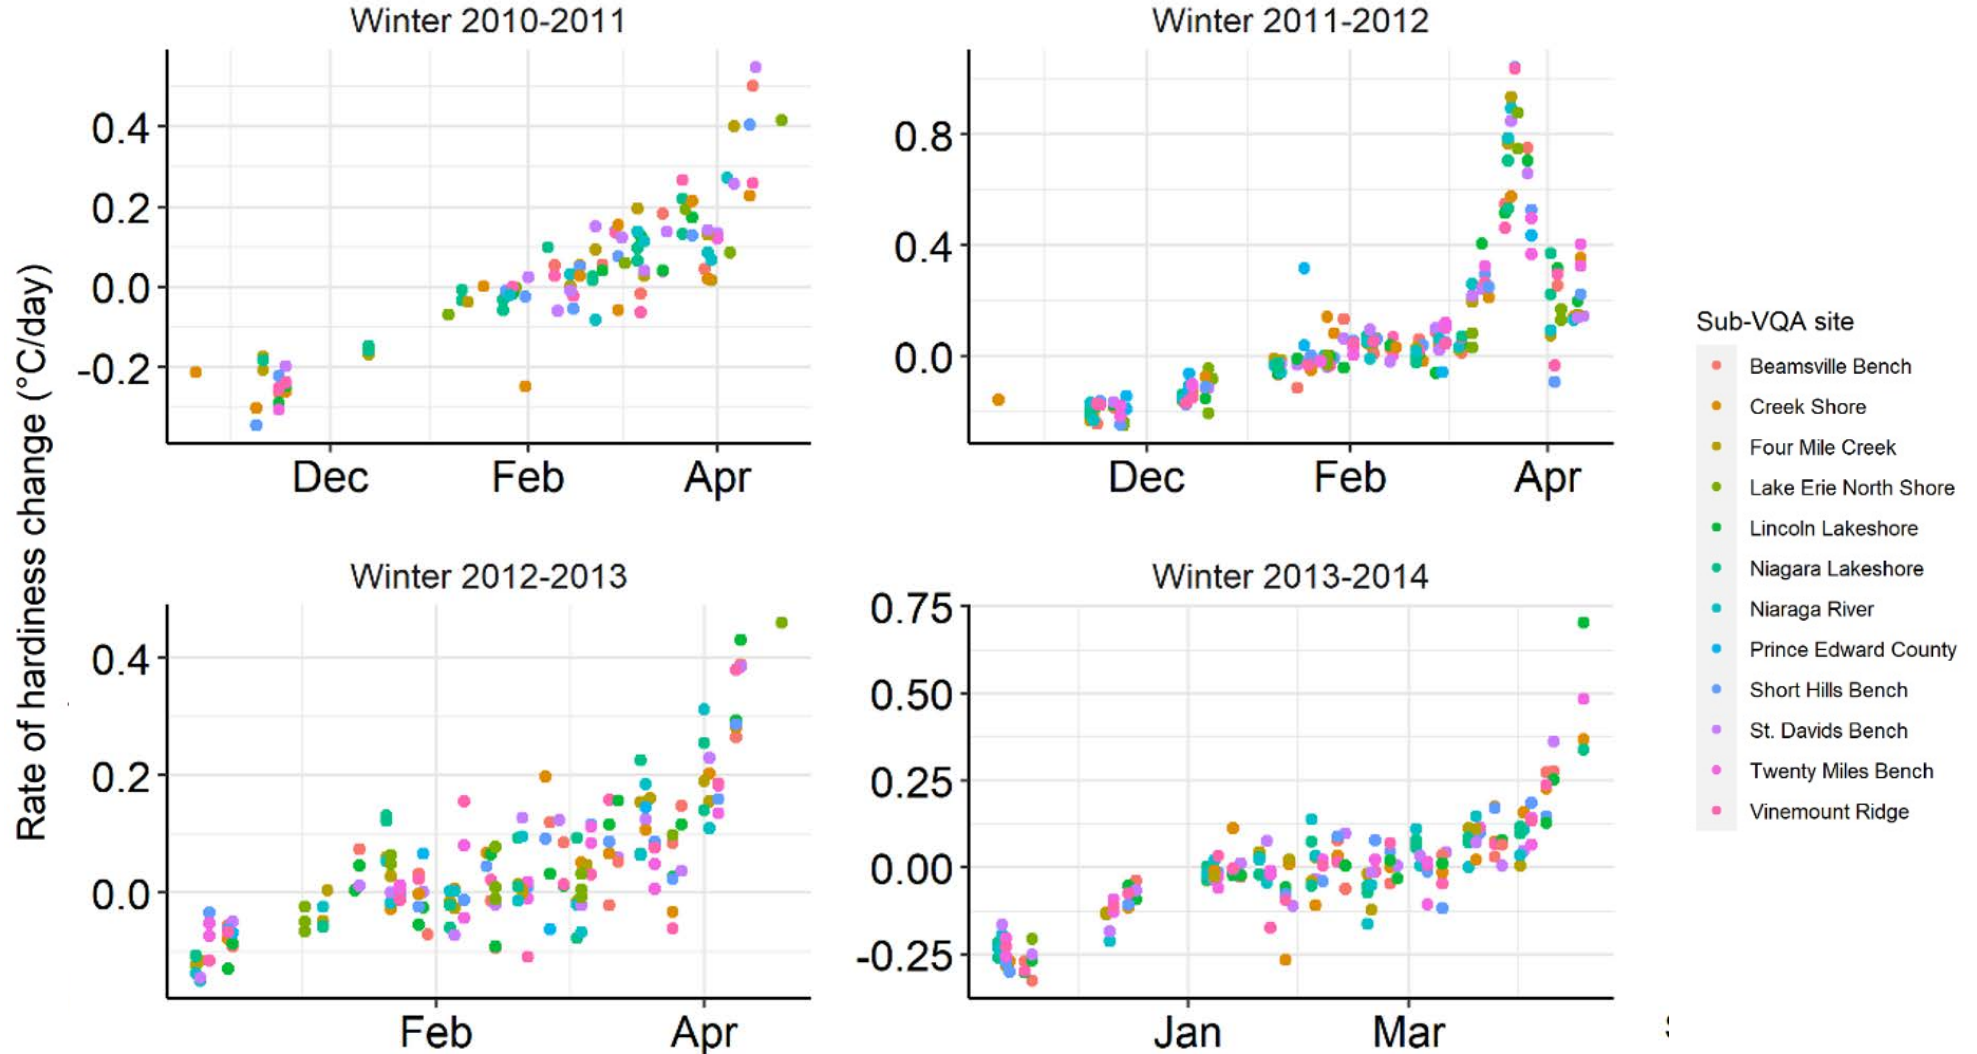 Winter 2010-2011
Winter 2011-2012
0.4
0.2
0.0
-0.2
Dec
Feb
Apr
0.8
0.4
0.0
Dec
Feb
Apr
Rate of hardiness change (°C/day)
Winter 2012-2013
Winter 2013-2014
0.4
0.2
0.0
Feb
Apr
0.75
0.50
0.25
0.00
-0.25
Jan
Mar
Sub-VQA site
Beamsville Bench
Creek Shore
Four Mile Creek
Lake Erie North Shore
Lincoln Lakeshore
Niagara Lakeshore
Niaraga River
Prince Edward County
Short Hills Bench
St. Davids Bench
Twenty Miles Bench
Vinemount Ridge